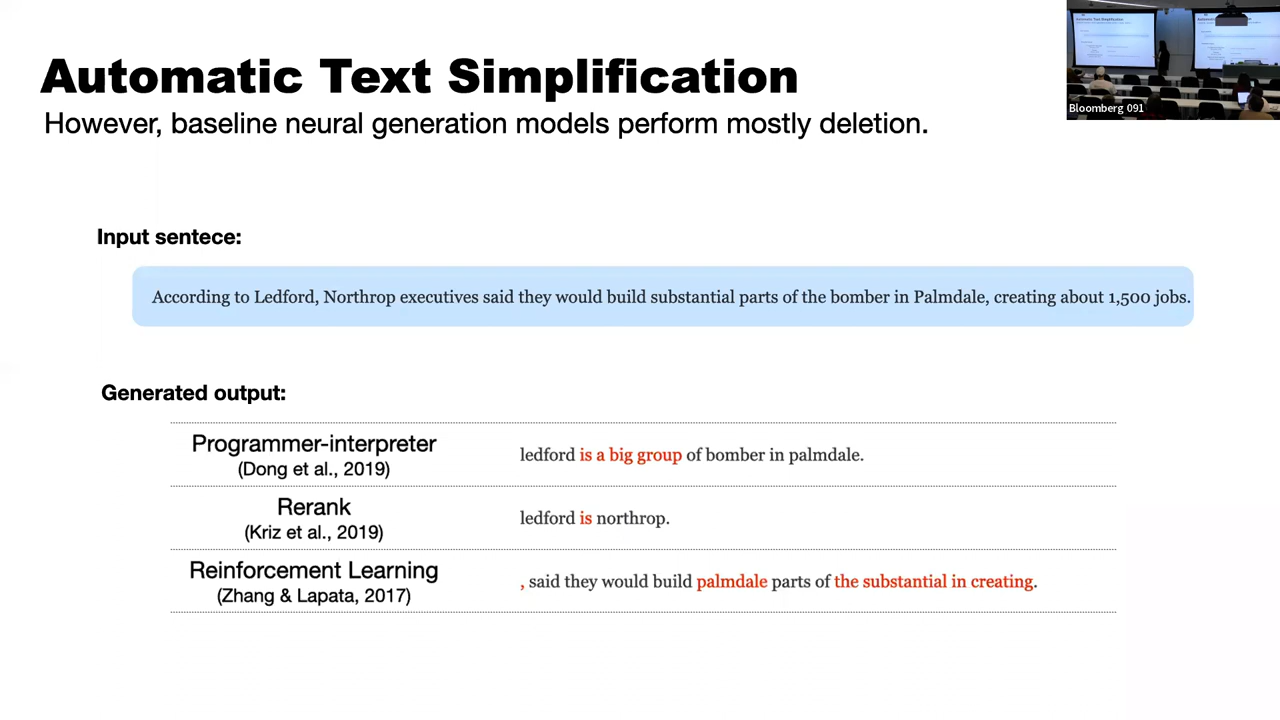 Automatic Text Simplification
However, baseline neural generation models perform mostly deletion.
Bloomberg 091
Input sentece:
According to Ledford, Northrop executives said they would build substantial parts of the bomber in Palmdale, creating about 1,500 jobs.
Generated output:
Programmer-interpreter
(Dong et al., 2019)
ledford is a big group of bomber in palmdale.
Rerank
(Kriz et al., 2019)
ledford is northrop.
Reinforcement Learning
(Zhang & Lapata, 2017)
, said they would build palmdale parts of the substantial in creating.